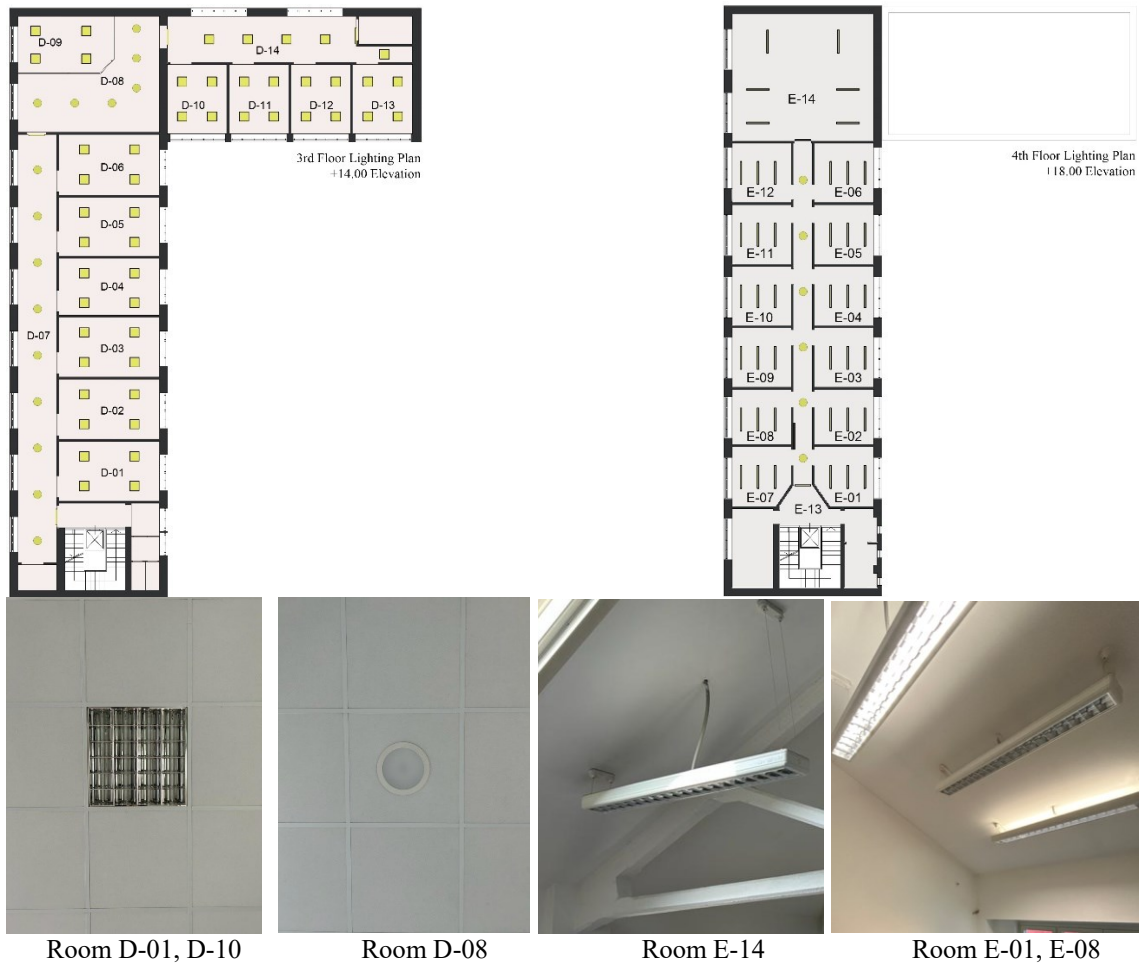 D-09
D-08
D-14
D-10
D-11
D-12
D-13
3rd Floor Lighting Plan
+14.00 Elevation
D-06
D-05
D-04
D-07
D-03
D-02
D-01
E-14
4th Floor Lighting Plan
+18.00 Elevation
E-12
E-06
E-11
E-05
E-10
E-04
E-09
E-03
E-08
E-02
E-07
E-01
E-13
Room D-01, D-10
Room D-08
Room E-14
Room E-01, E-08